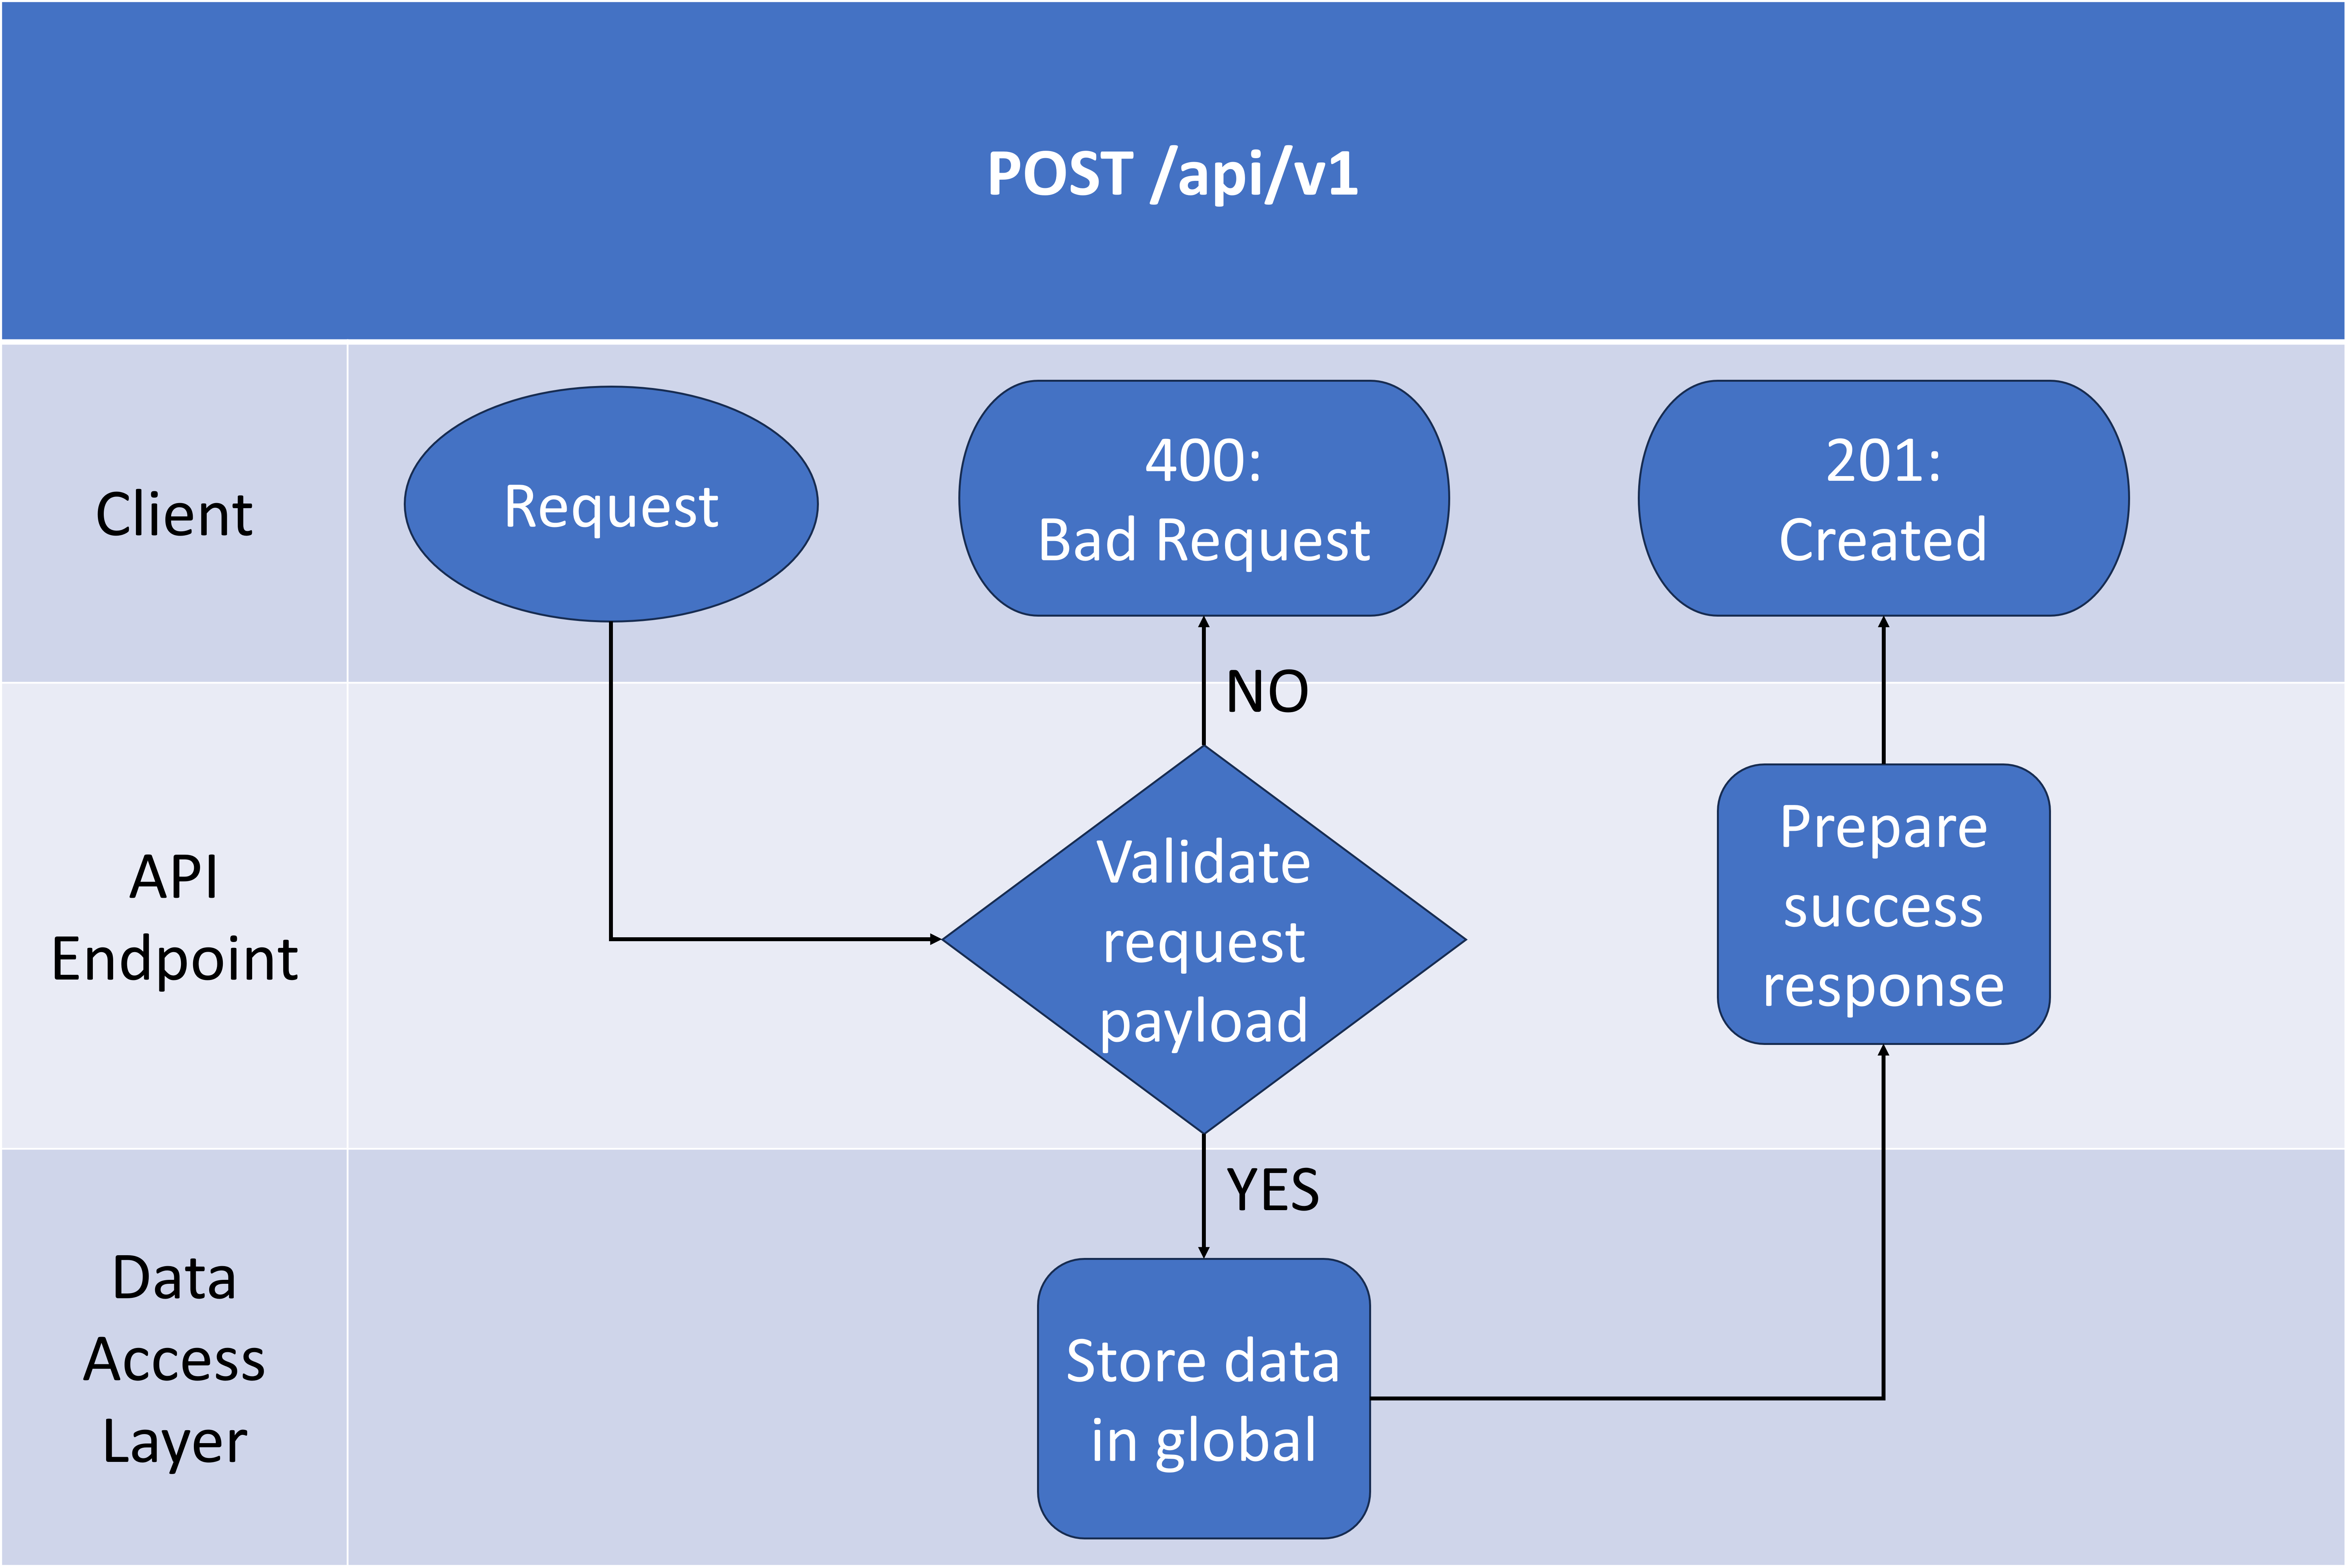 POST /api/v1
Client
Request
400:
Bad Request
201:
Created
NO
API
Endpoint
Validate
request
payload
Prepare
success
response
YES
Data
Access
Layer
Store data
in global